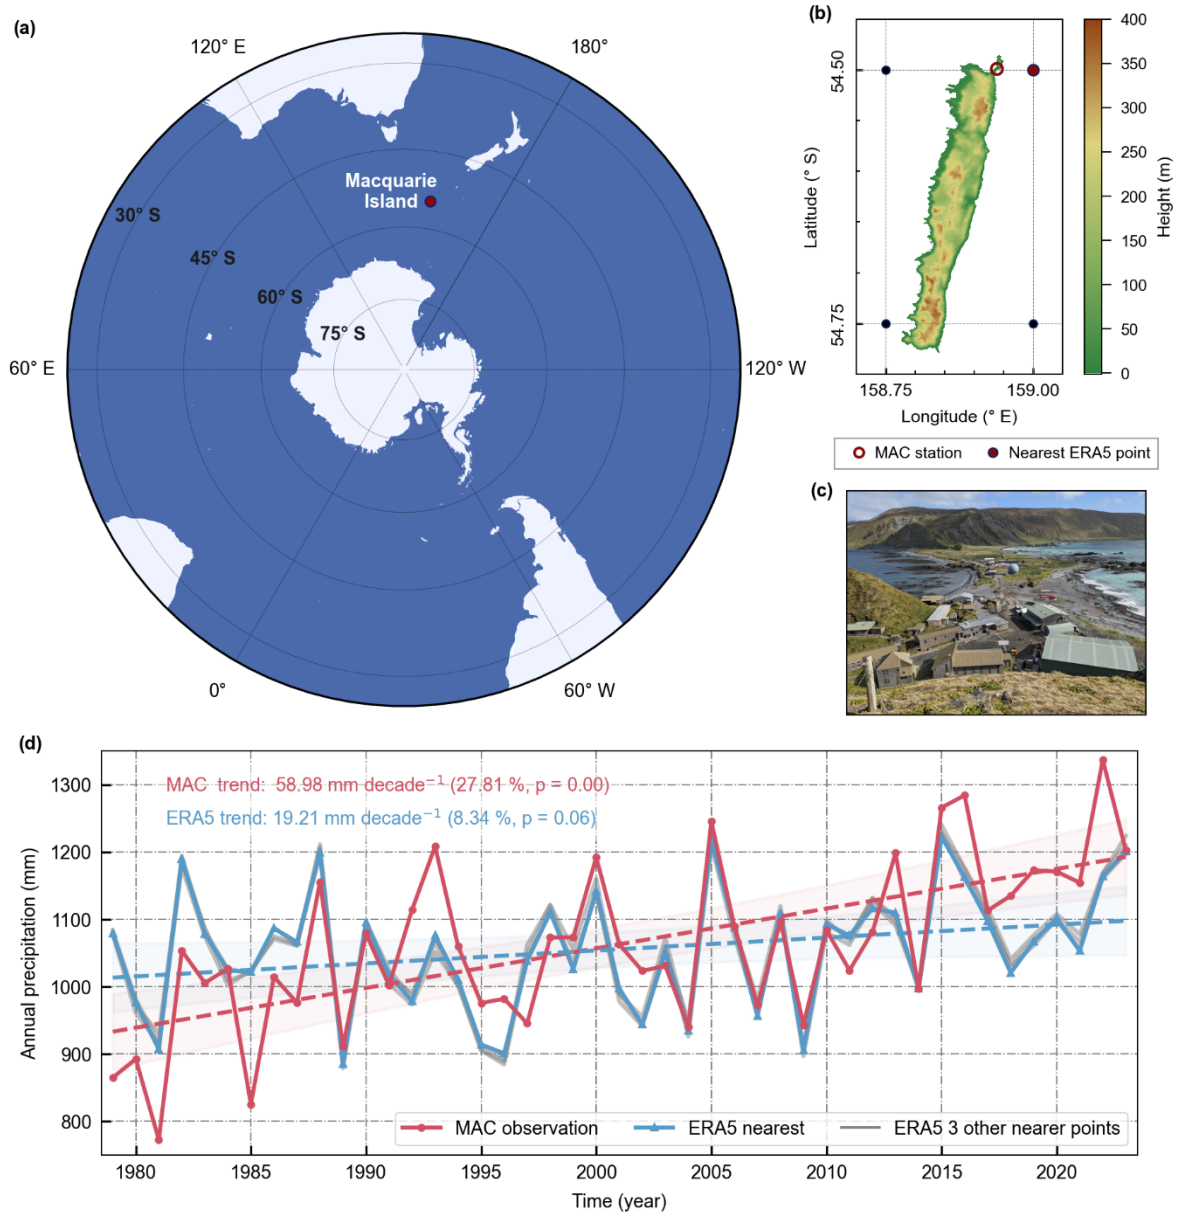 (a)
120° E
180°
Macquarie
Island
30° S
45° S
60° S
75° S
60° E
120° W
0°
60° W
(b)
54.50
54.75
Latitude (° S)
158.75
159.00
Longitude (° E)
400
350
300
250
200
150
100
50
0
Height (m)
MAC station
Nearest ERA5 point
(c)
(d)
MAC trend: 58.98 mm decade⁻¹ (27.81 %, p = 0.00)
ERA5 trend: 19.21 mm decade⁻¹ (8.34 %, p = 0.06)
1300
1200
1100
1000
900
800
Annual precipitation (mm)
MAC observation
ERA5 nearest
ERA5 3 other nearer points
1980
1985
1990
1995
2000
2005
2010
2015
2020
Time (year)